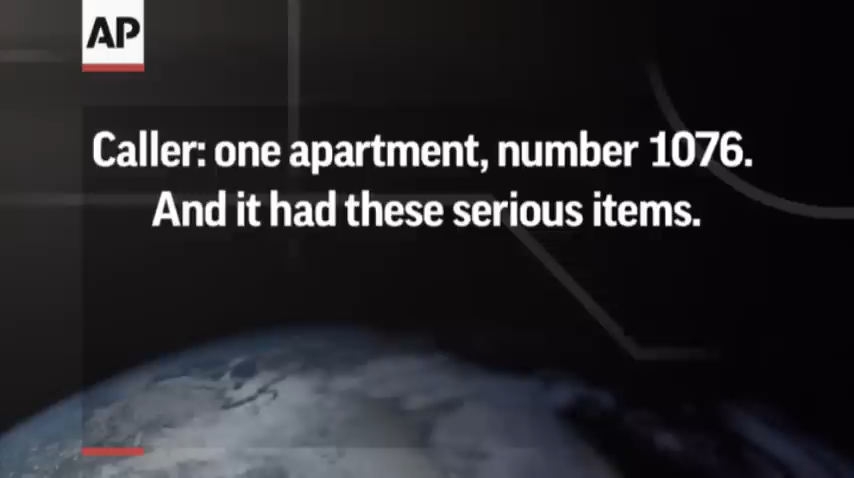 AP
Caller: one apartment, number 1076.
And it had these serious items.